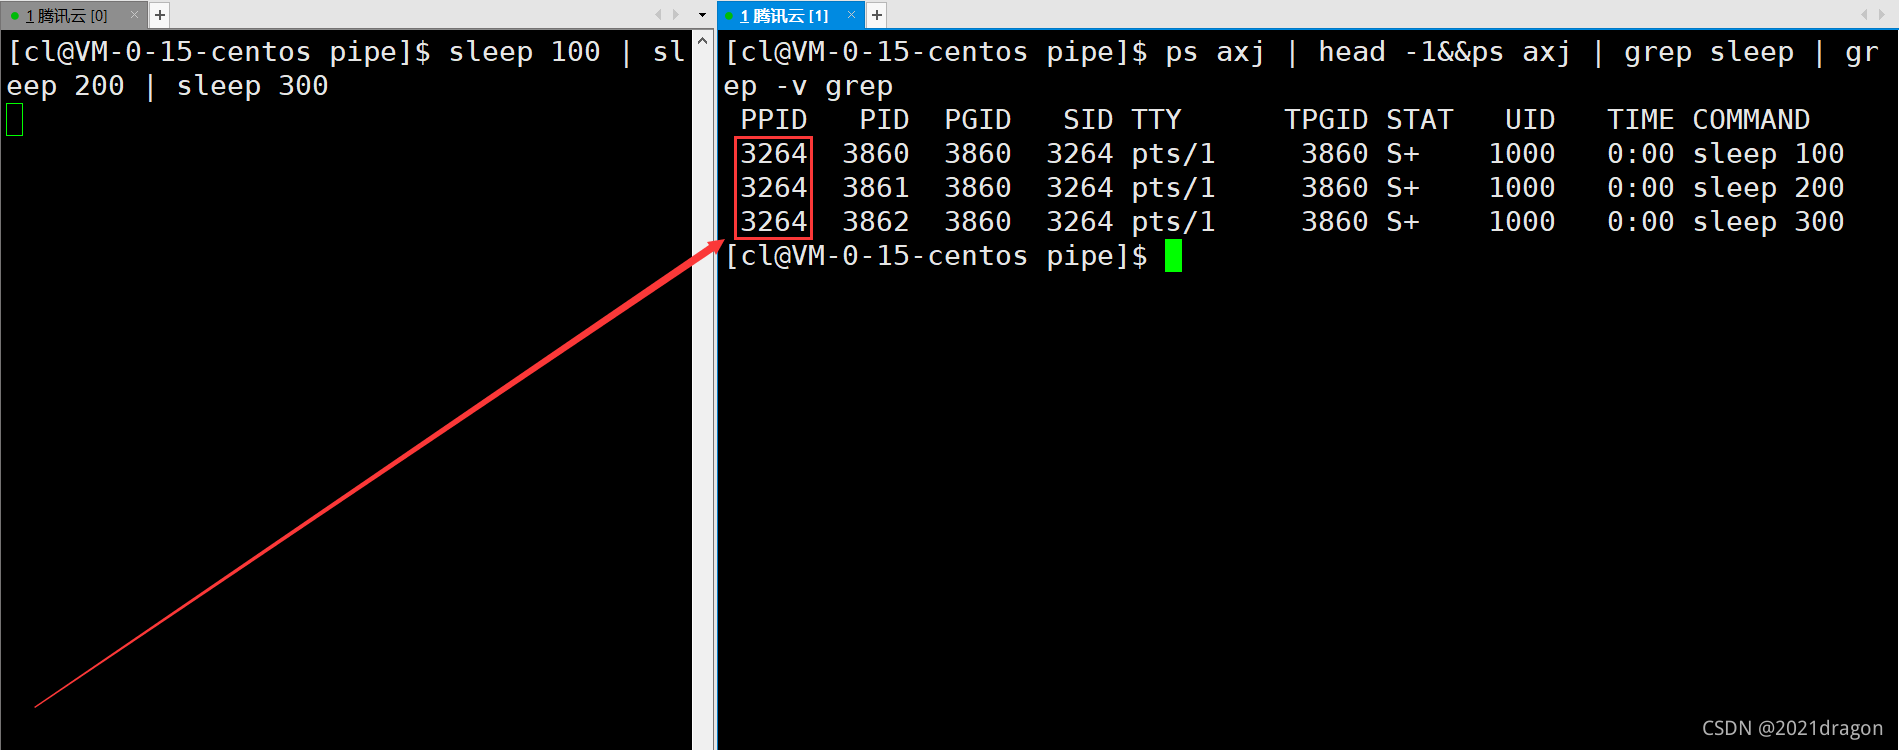 1 腾讯云 [0]
[cl@VM-0-15-centos pipe]$ sleep 100 | sl
eep 200 | sleep 300
1 腾讯云 [1]
[cl@VM-0-15-centos pipe]$ ps axj | head -1&&ps axj | grep sleep | gr
ep -v grep
PPID PID PGID SID TTY TPGID STAT UID TIME COMMAND
3264 3860 3860 3264 pts/1 3860 S+ 1000 0:00 sleep 100
3264 3861 3860 3264 pts/1 3860 S+ 1000 0:00 sleep 200
3264 3862 3860 3264 pts/1 3860 S+ 1000 0:00 sleep 300
[cl@VM-0-15-centos pipe]$
CSDN @2021dragon